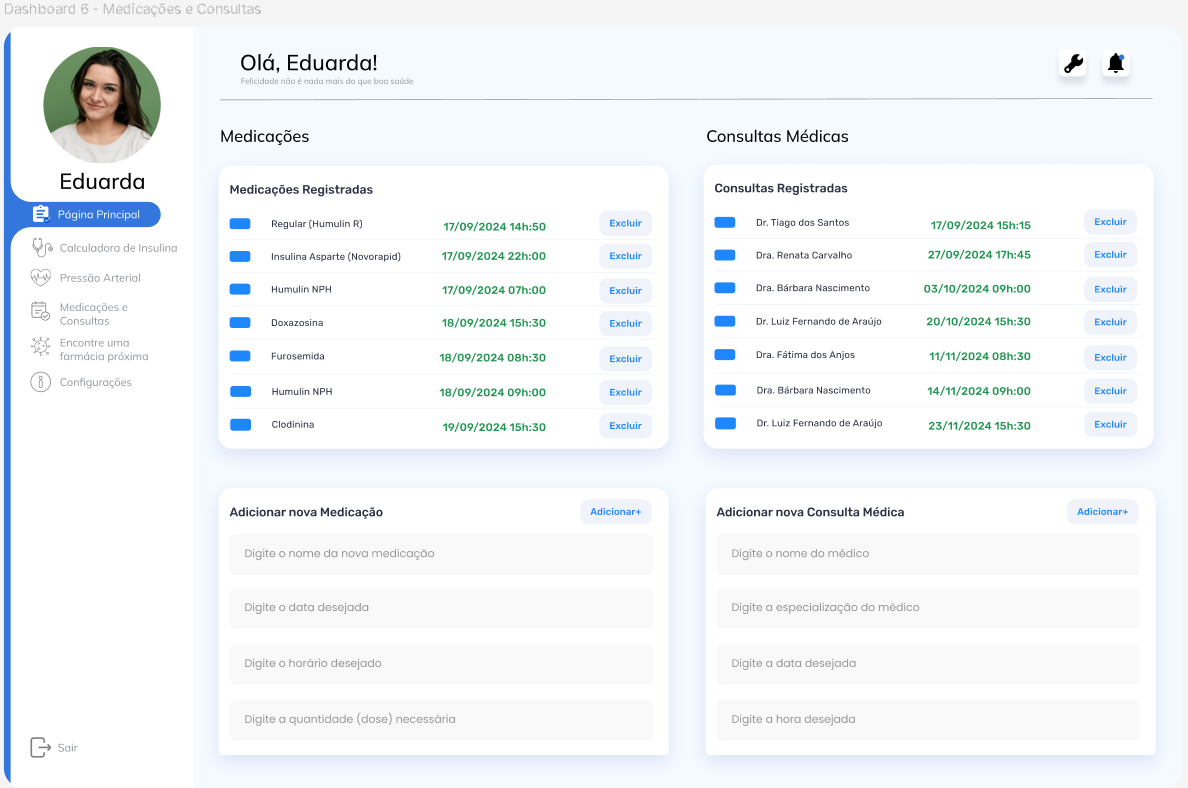 Dashboard 6 - Medicações e Consultas
Eduarda
Página Principal
Calculadora de Insulina
Pressão Arterial
Medicações e
Consultas
Encontre uma
farmácia próxima
Configurações
Sair
Olá, Eduarda!
Felicidade não é nada mais do que boa saúde
Medicações
Medicações Registradas
Regular (Humulin R) 17/09/2024 14h:50 Excluir
Insulina Asparte (Novorapid) 17/09/2024 22h:00 Excluir
Humulin NPH 17/09/2024 07h:00 Excluir
Doxazosina 18/09/2024 15h:30 Excluir
Furosemida 18/09/2024 08h:30 Excluir
Humulin NPH 18/09/2024 09h:00 Excluir
Clodinina 19/09/2024 15h:30 Excluir
Consultas Médicas
Consultas Registradas
Dr. Tiago dos Santos 17/09/2024 15h:15 Excluir
Dra. Renata Carvalho 27/09/2024 17h:45 Excluir
Dra. Bárbara Nascimento 03/10/2024 09h:00 Excluir
Dr. Luiz Fernando de Araújo 20/10/2024 15h:30 Excluir
Dra. Fátima dos Anjos 11/11/2024 08h:30 Excluir
Dra. Bárbara Nascimento 14/11/2024 09h:00 Excluir
Dr. Luiz Fernando de Araújo 23/11/2024 15h:30 Excluir
Adicionar nova Medicação Adicionar+
Digite o nome da nova medicação
Digite o data desejada
Digite o horário desejado
Digite a quantidade (dose) necessária
Adicionar nova Consulta Médica Adicionar+
Digite o nome do médico
Digite a especialização do médico
Digite a data desejada
Digite a hora desejada